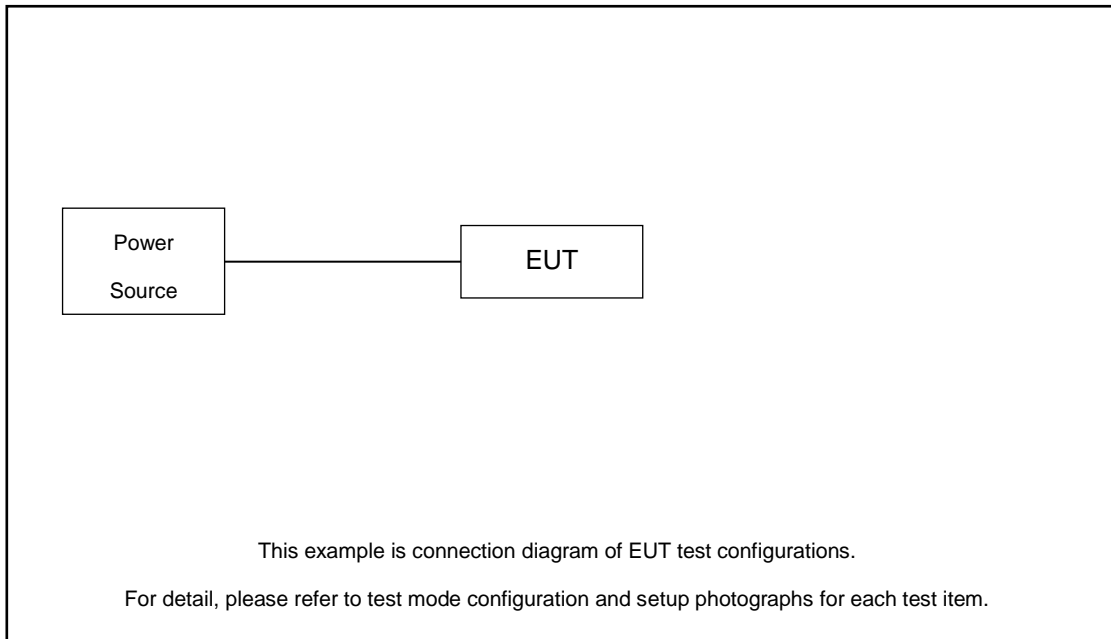 Power
Source
EUT
This example is connection diagram of EUT test configurations.
For detail, please refer to test mode configuration and setup photographs for each test item.